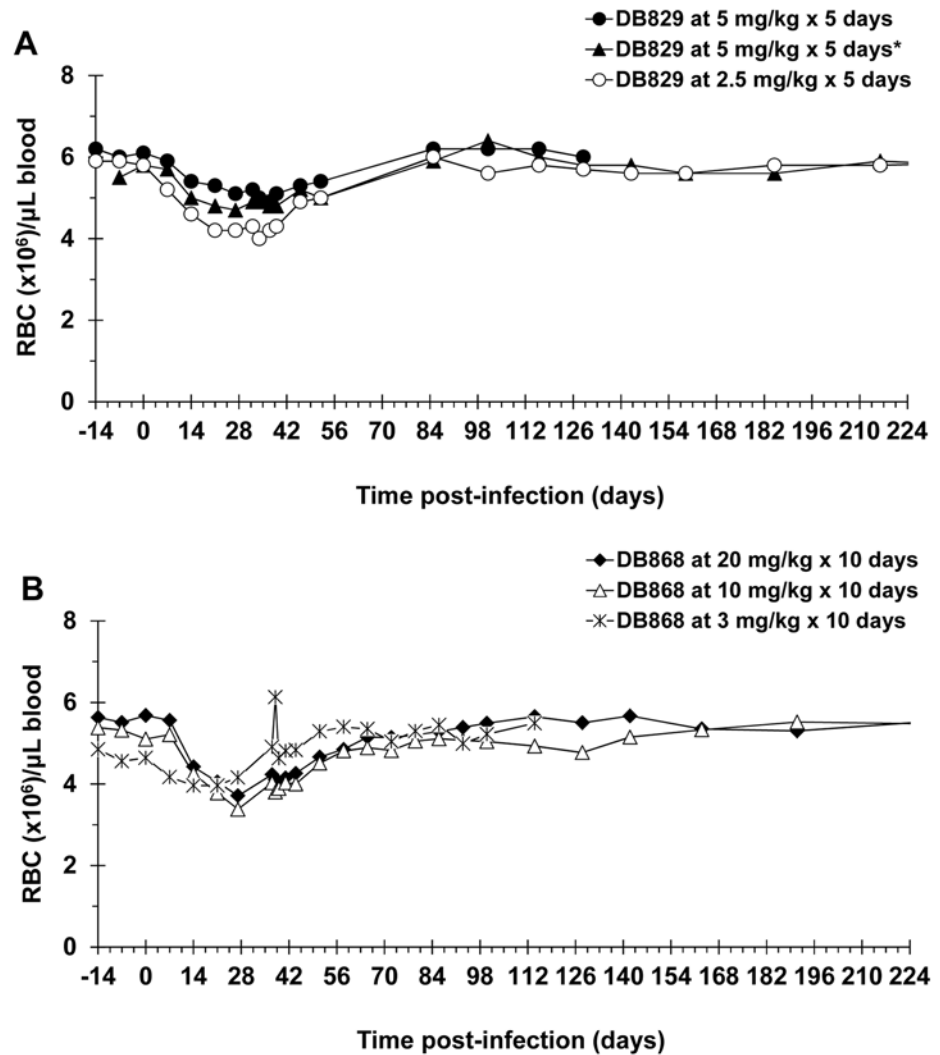 A
DB829 at 5 mg/kg x 5 days
DB829 at 5 mg/kg x 5 days*
DB829 at 2.5 mg/kg x 5 days
RBC (x10⁶)/µL blood
8
6
4
2
0
-14 0 14 28 42 56 70 84 98 112 126 140 154 168 182 196 210 224
Time post-infection (days)
B
DB868 at 20 mg/kg x 10 days
DB868 at 10 mg/kg x 10 days
DB868 at 3 mg/kg x 10 days
RBC (x10⁶)/µL blood
8
6
4
2
0
-14 0 14 28 42 56 70 84 98 112 126 140 154 168 182 196 210 224
Time post-infection (days)